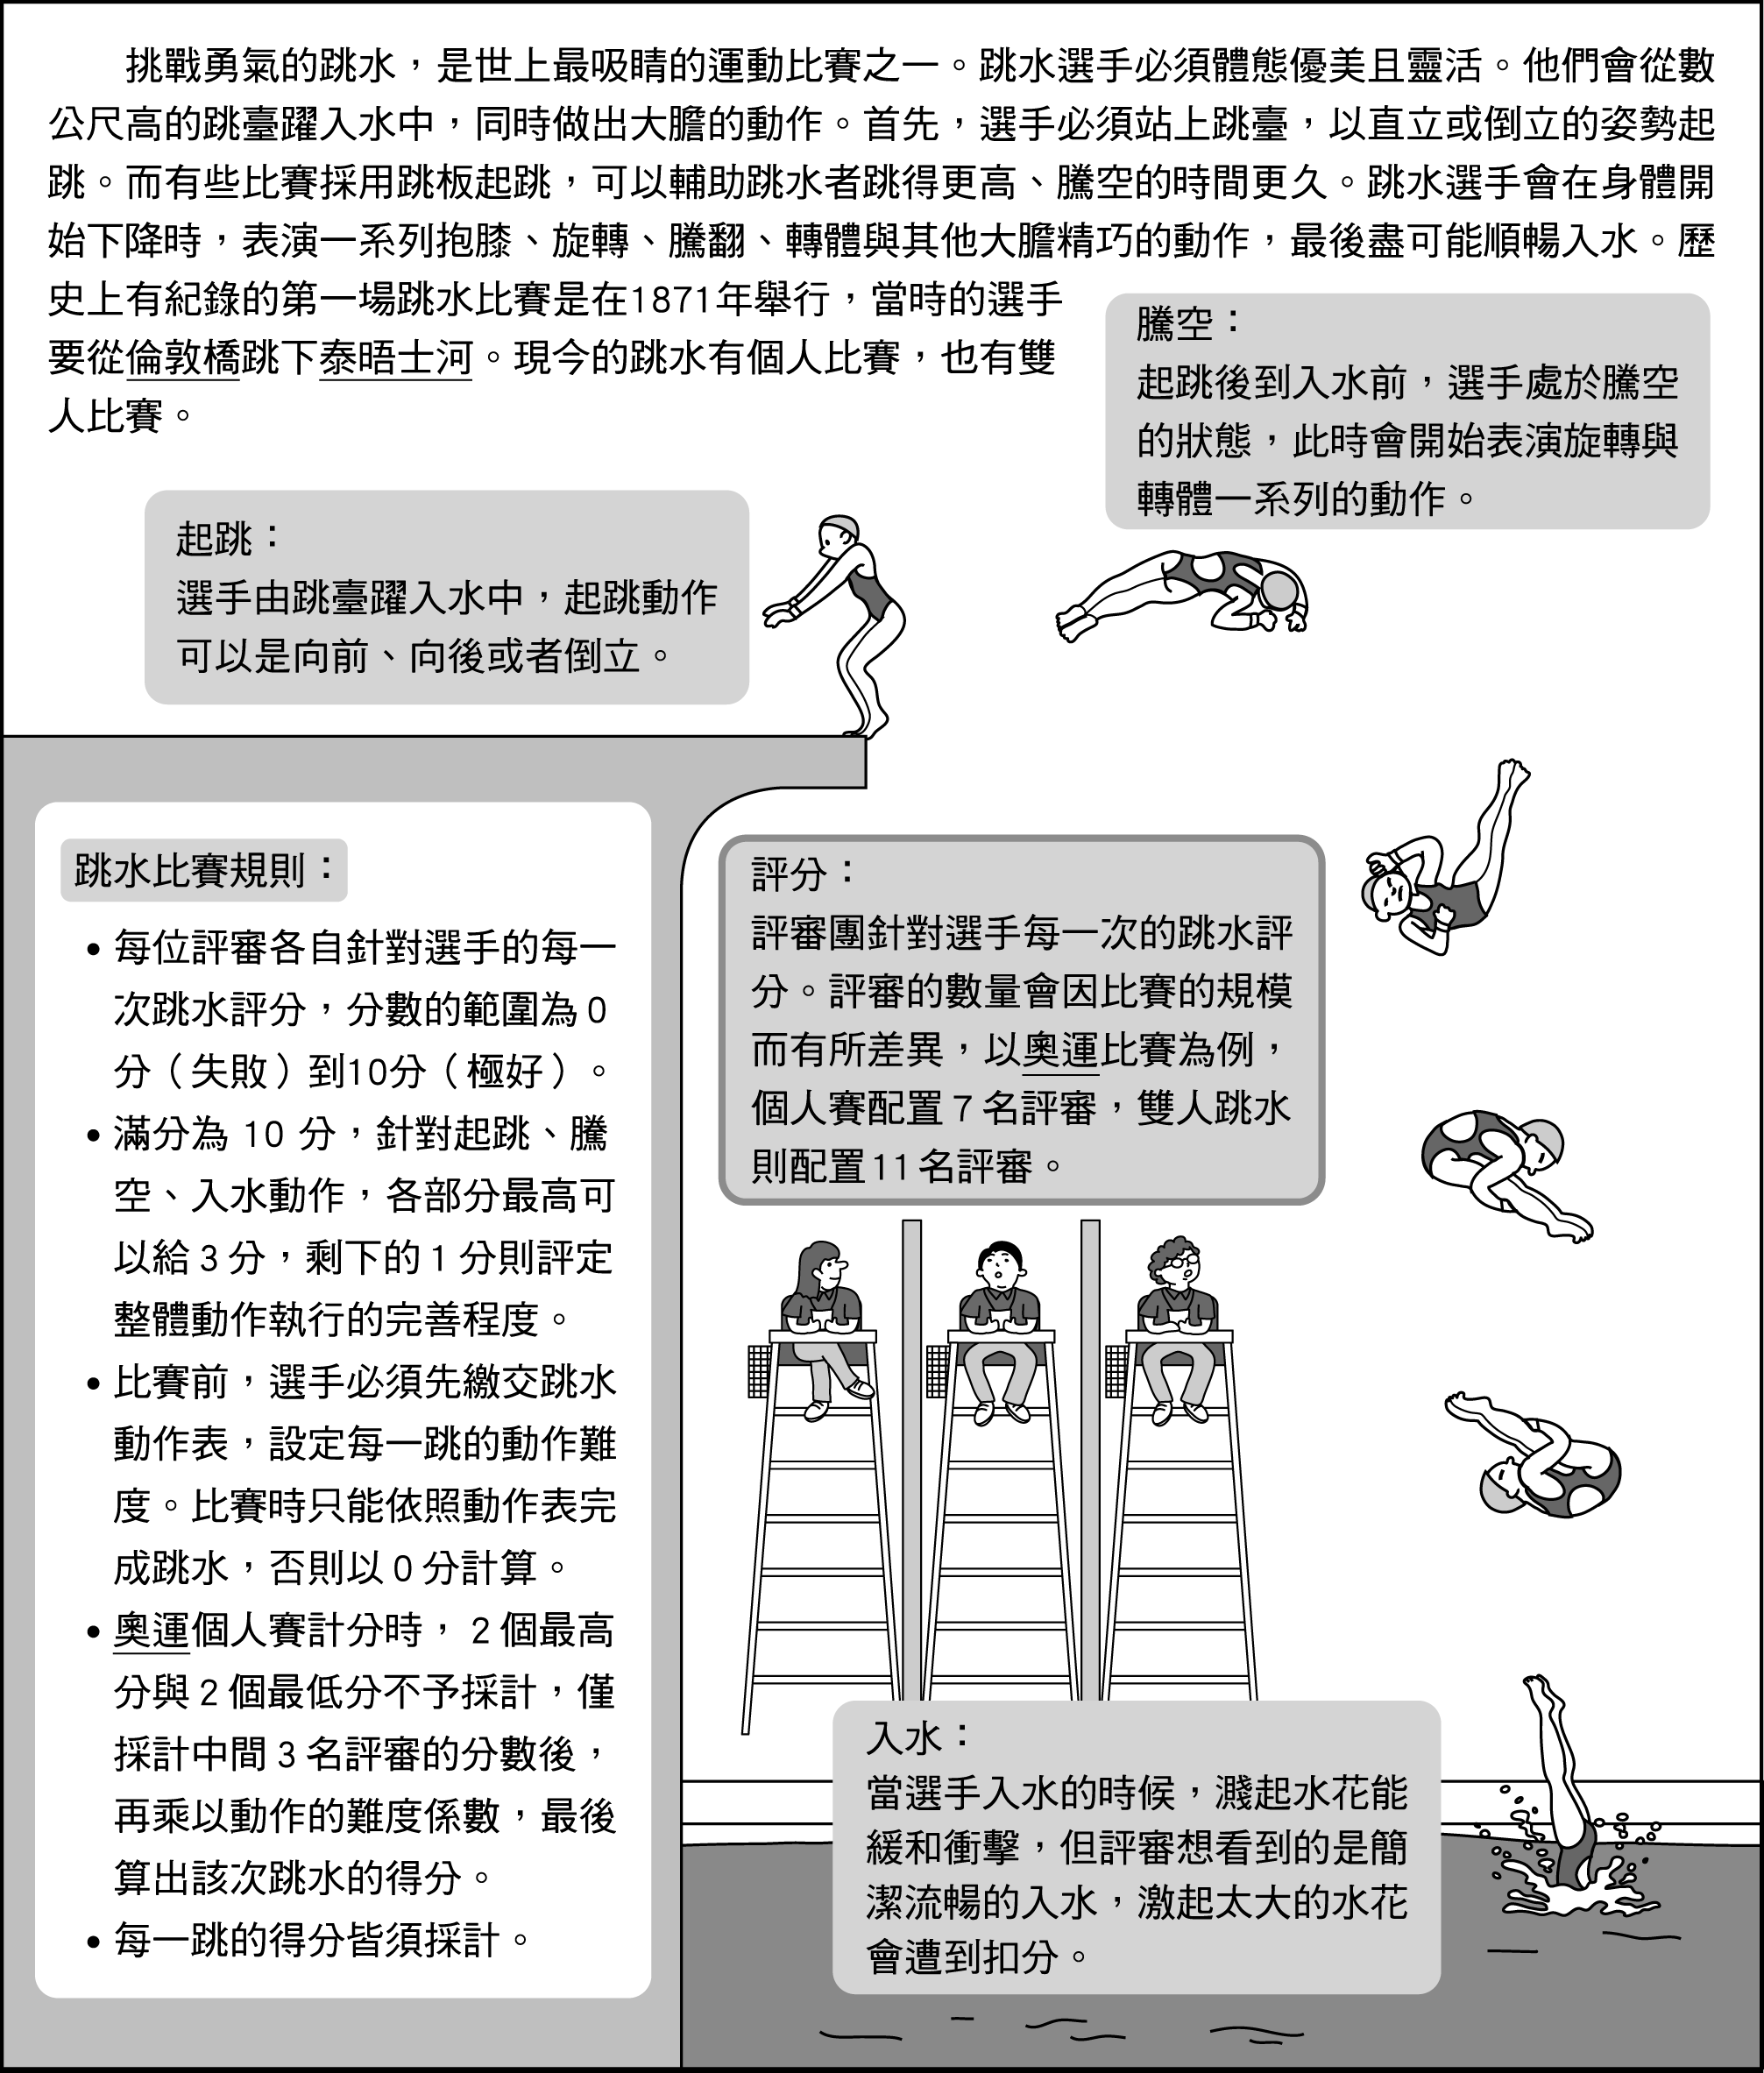 挑戰勇氣的跳水，是世上最吸睛的運動比賽之一。跳水選手必須體態優美且靈活。他們會從數
公尺高的跳臺躍入水中，同時做出大膽的動作。首先，選手必須站上跳臺，以直立或倒立的姿勢起
跳。而有些比賽採用跳板起跳，可以輔助跳水者跳得更高、騰空的時間更久。跳水選手會在身體開
始下降時，表演一系列抱膝、旋轉、騰翻、轉體與其他大膽精巧的動作，最後盡可能順暢入水。歷
史上有紀錄的第一場跳水比賽是在1871年舉行，當時的選手
要從倫敦橋跳下泰晤士河。現今的跳水有個人比賽，也有雙
人比賽。
騰空：
起跳後到入水前，選手處於騰空
的狀態，此時會開始表演旋轉與
轉體一系列的動作。
起跳：
選手由跳臺躍入水中，起跳動作
可以是向前、向後或者倒立。
跳水比賽規則：
•每位評審各自針對選手的每一
次跳水評分，分數的範圍為0
分（失敗）到10分（極好）。
•滿分為 10 分，針對起跳、騰
空、入水動作，各部分最高可
以給3分，剩下的1分則評定
整體動作執行的完善程度。
•比賽前，選手必須先繳交跳水
動作表，設定每一跳的動作難
度。比賽時只能依照動作表完
成跳水，否則以0分計算。
•奧運個人賽計分時，2個最高
分與2個最低分不予採計，僅
採計中間3名評審的分數後，
再乘以動作的難度係數，最後
算出該次跳水的得分。
•每一跳的得分皆須採計。
評分：
評審團針對選手每一次的跳水評
分。評審的數量會因比賽的規模
而有所差異，以奧運比賽為例，
個人賽配置7名評審，雙人跳水
則配置11名評審。
入水：
當選手入水的時候，濺起水花能
緩和衝擊，但評審想看到的是簡
潔流暢的入水，激起太大的水花
會遭到扣分。